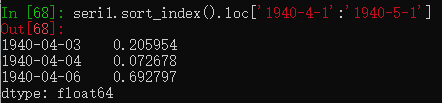 In [68]: seri1.sort_index().loc['1940-4-1':'1940-5-1']
Out[68]:
1940-04-03    0.205954
1940-04-04    0.072678
1940-04-06    0.692797
dtype: float64